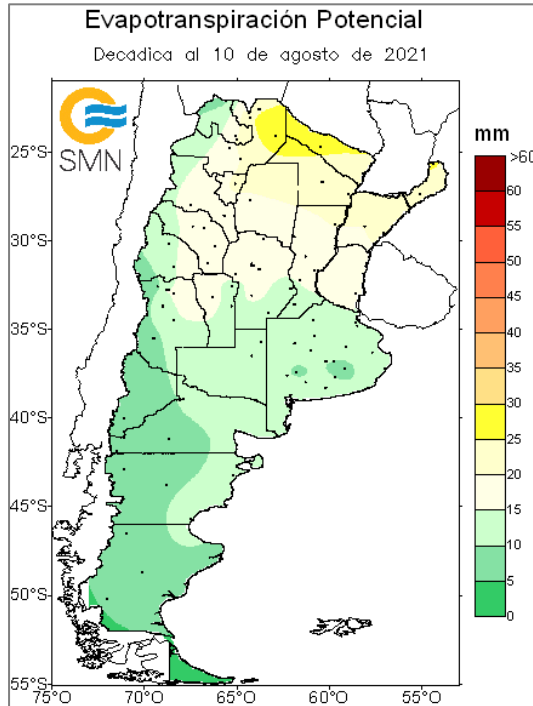 Evapotranspiración Potencial
Decádica al 10 de agosto de 2021
SMN
mm
>60
60
55
50
45
40
35
30
25
20
15
10
5
0
25°S
30°S
35°S
40°S
45°S
50°S
55°S
75°O 70°O 65°O 60°O 55°O